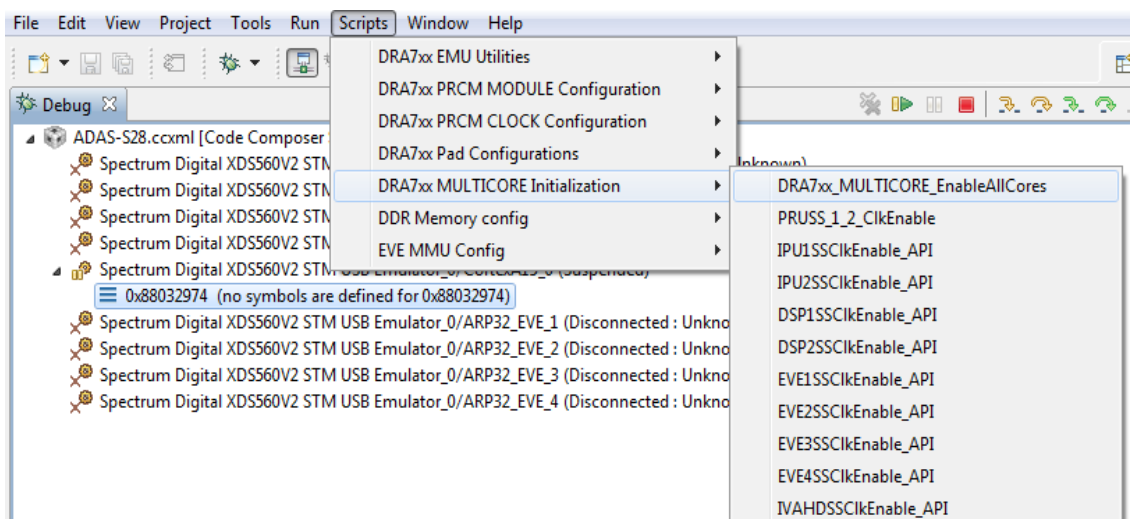 File Edit View Project Tools Run Scripts Window Help
DRA7xx EMU Utilities
DRA7xx PRCM MODULE Configuration
DRA7xx PRCM CLOCK Configuration
DRA7xx Pad Configurations
DRA7xx MULTICORE Initialization
DDR Memory config
EVE MMU Config
DRA7xx_MULTICORE_EnableAllCores
PRUSS_1_2_ClkEnable
IPU1SSClkEnable_API
IPU2SSClkEnable_API
DSP1SSClkEnable_API
DSP2SSClkEnable_API
EVE1SSClkEnable_API
EVE2SSClkEnable_API
EVE3SSClkEnable_API
EVE4SSClkEnable_API
IVAHDSSClkEnable_API
Debug
ADAS-S28.ccxml [Code Composer
Spectrum Digital XDS560V2 STM
Spectrum Digital XDS560V2 STM
Spectrum Digital XDS560V2 STM
Spectrum Digital XDS560V2 STM
Spectrum Digital XDS560V2 STM USB Emulator_0/CortexA15_0 (Suspended)
0x88032974 (no symbols are defined for 0x88032974)
Spectrum Digital XDS560V2 STM USB Emulator_0/ARP32_EVE_1 (Disconnected : Unkno
Spectrum Digital XDS560V2 STM USB Emulator_0/ARP32_EVE_2 (Disconnected : Unkno
Spectrum Digital XDS560V2 STM USB Emulator_0/ARP32_EVE_3 (Disconnected : Unkno
Spectrum Digital XDS560V2 STM USB Emulator_0/ARP32_EVE_4 (Disconnected : Unkno